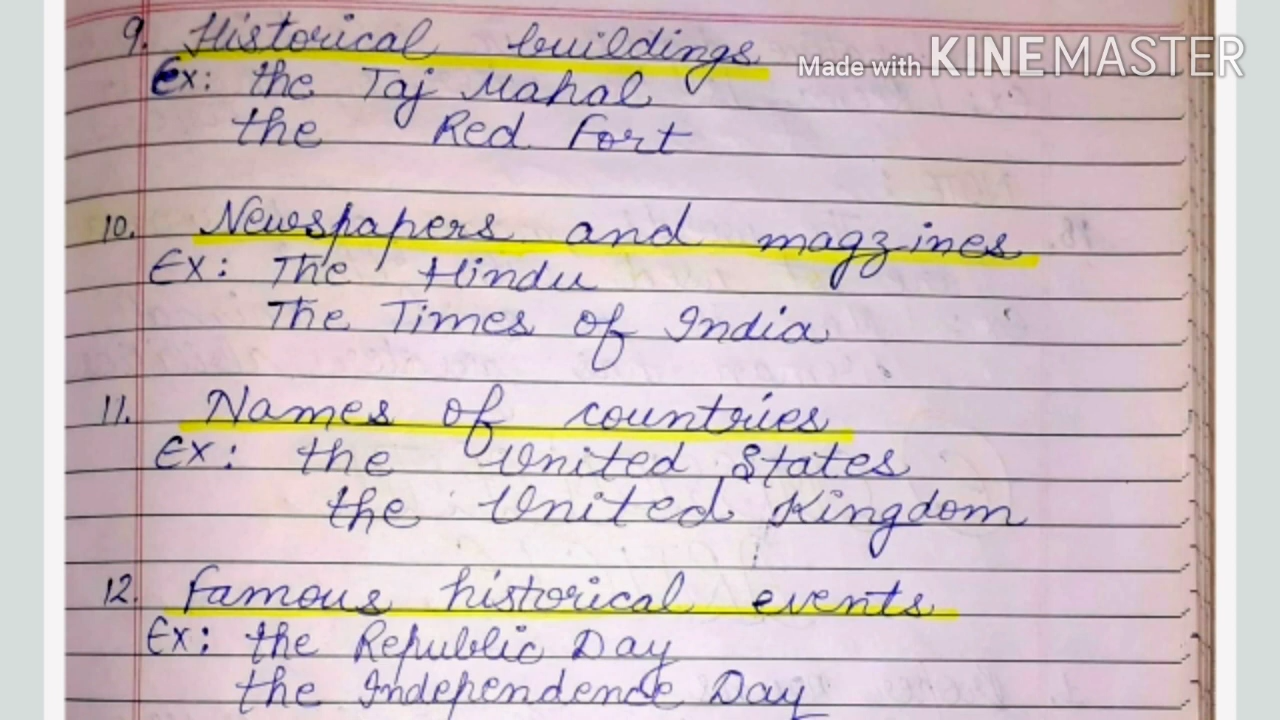 Made with KINEMASTER
9. Historical buildings
Ex: the Taj Mahal
the Red Fort
10. Newspapers and magzines
Ex: The Hindu
The Times of India
11. Names of countries
Ex: the United States
the United Kingdom
12. Famous historical events
Ex: the Republic Day
the Independence Day